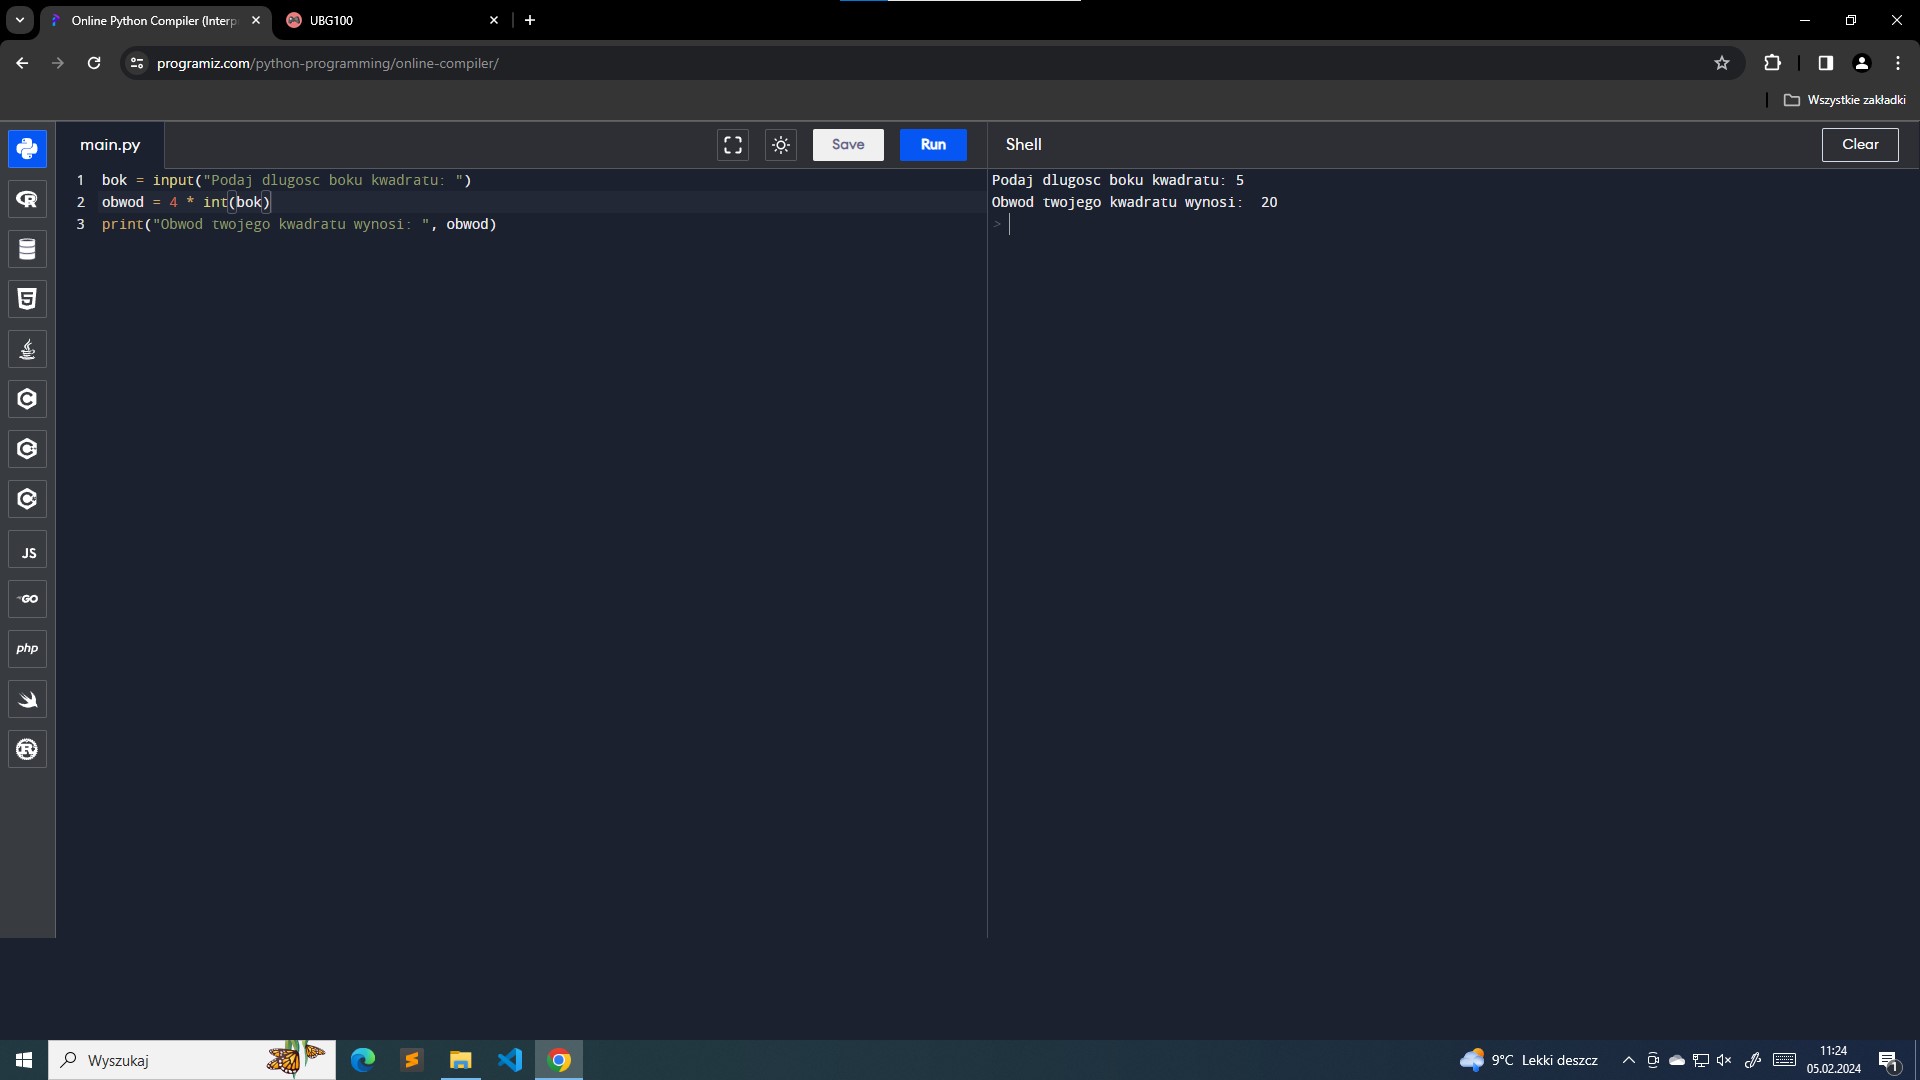 Online Python Compiler (Interp
UBG100
programiz.com/python-programming/online-compiler/
Wszystkie zakładki
main.py
Save
Run
Shell
Clear
1 bok = input("Podaj dlugosc boku kwadratu: ")
2 obwod = 4 * int(bok)
3 print("Obwod twojego kwadratu wynosi: ", obwod)
Podaj dlugosc boku kwadratu: 5
Obwod twojego kwadratu wynosi:  20
>
R
5
C
C
C
JS
GO
php
R
Wyszukaj
9°C Lekki deszcz
11:24
05.02.2024
1